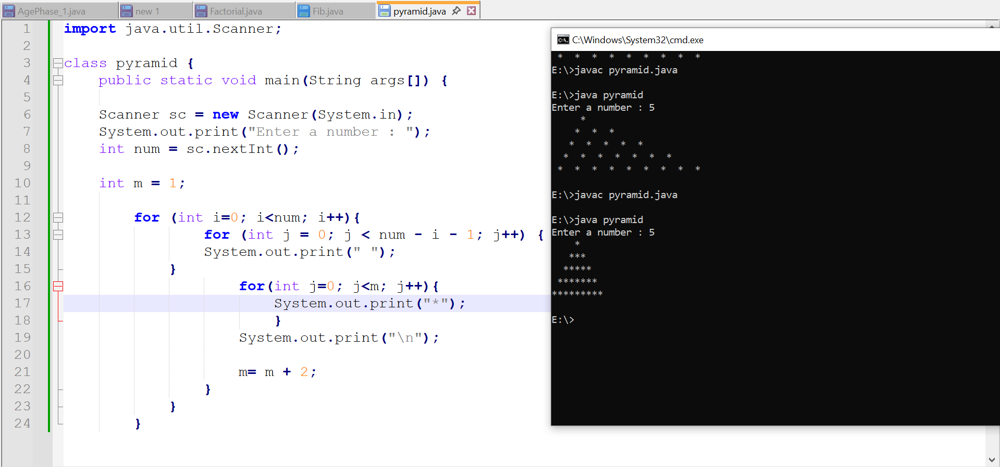 AgePhase_1.java new 1 Factorial.java Fib.java pyramid.java
1 import java.util.Scanner;
2
3 class pyramid {
4 public static void main(String args[]) {
5
6 Scanner sc = new Scanner(System.in);
7 System.out.print("Enter a number : ");
8 int num = sc.nextInt();
9
10 int m = 1;
11
12 for (int i=0; i<num; i++){
13 for (int j = 0; j < num - i - 1; j++) {
14 System.out.print(" ");
15 }
16 for(int j=0; j<m; j++){
17 System.out.print("*");
18 }
19 System.out.print("\n");
20
21 m= m + 2;
22 }
23 }
24 }
C:\Windows\System32\cmd.exe
* * * * * * * * *
E:\>javac pyramid.java
E:\>java pyramid
Enter a number : 5
*
* * *
* * * * *
* * * * * * *
* * * * * * * * *
E:\>javac pyramid.java
E:\>java pyramid
Enter a number : 5
*
***
*****
*******
*********
E:\>